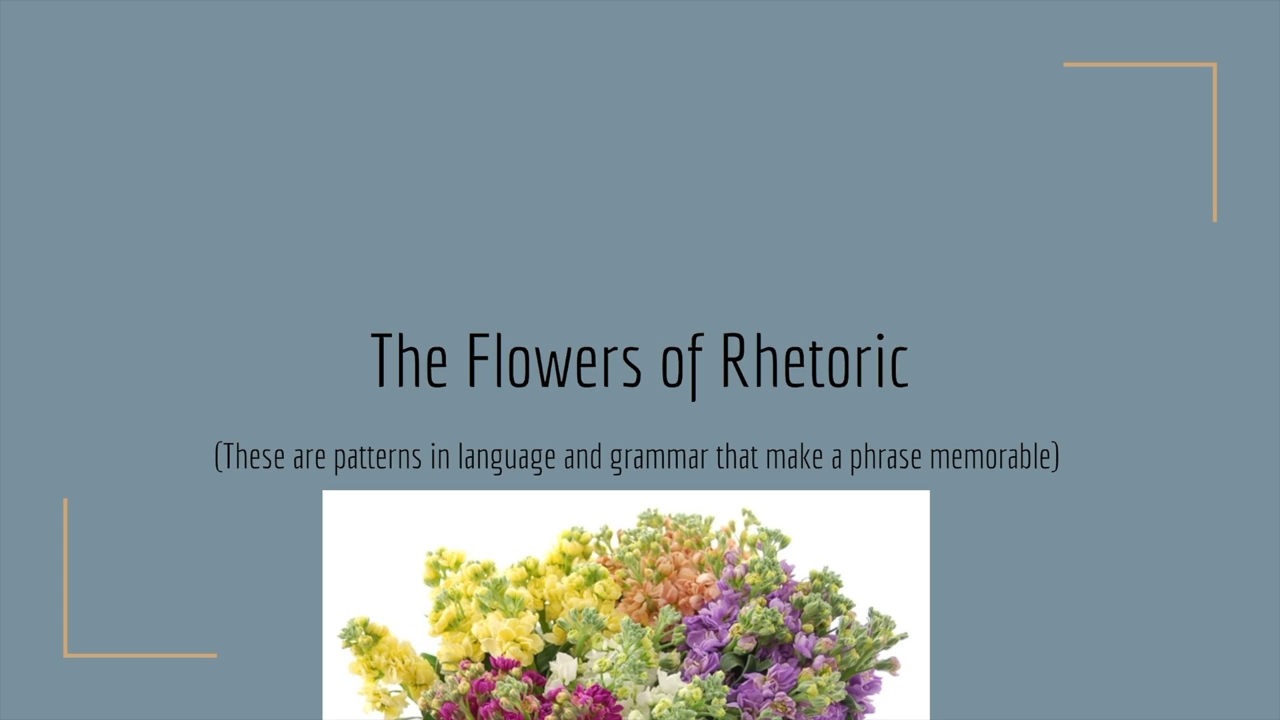 The Flowers of Rhetoric
(These are patterns in language and grammar that make a phrase memorable)